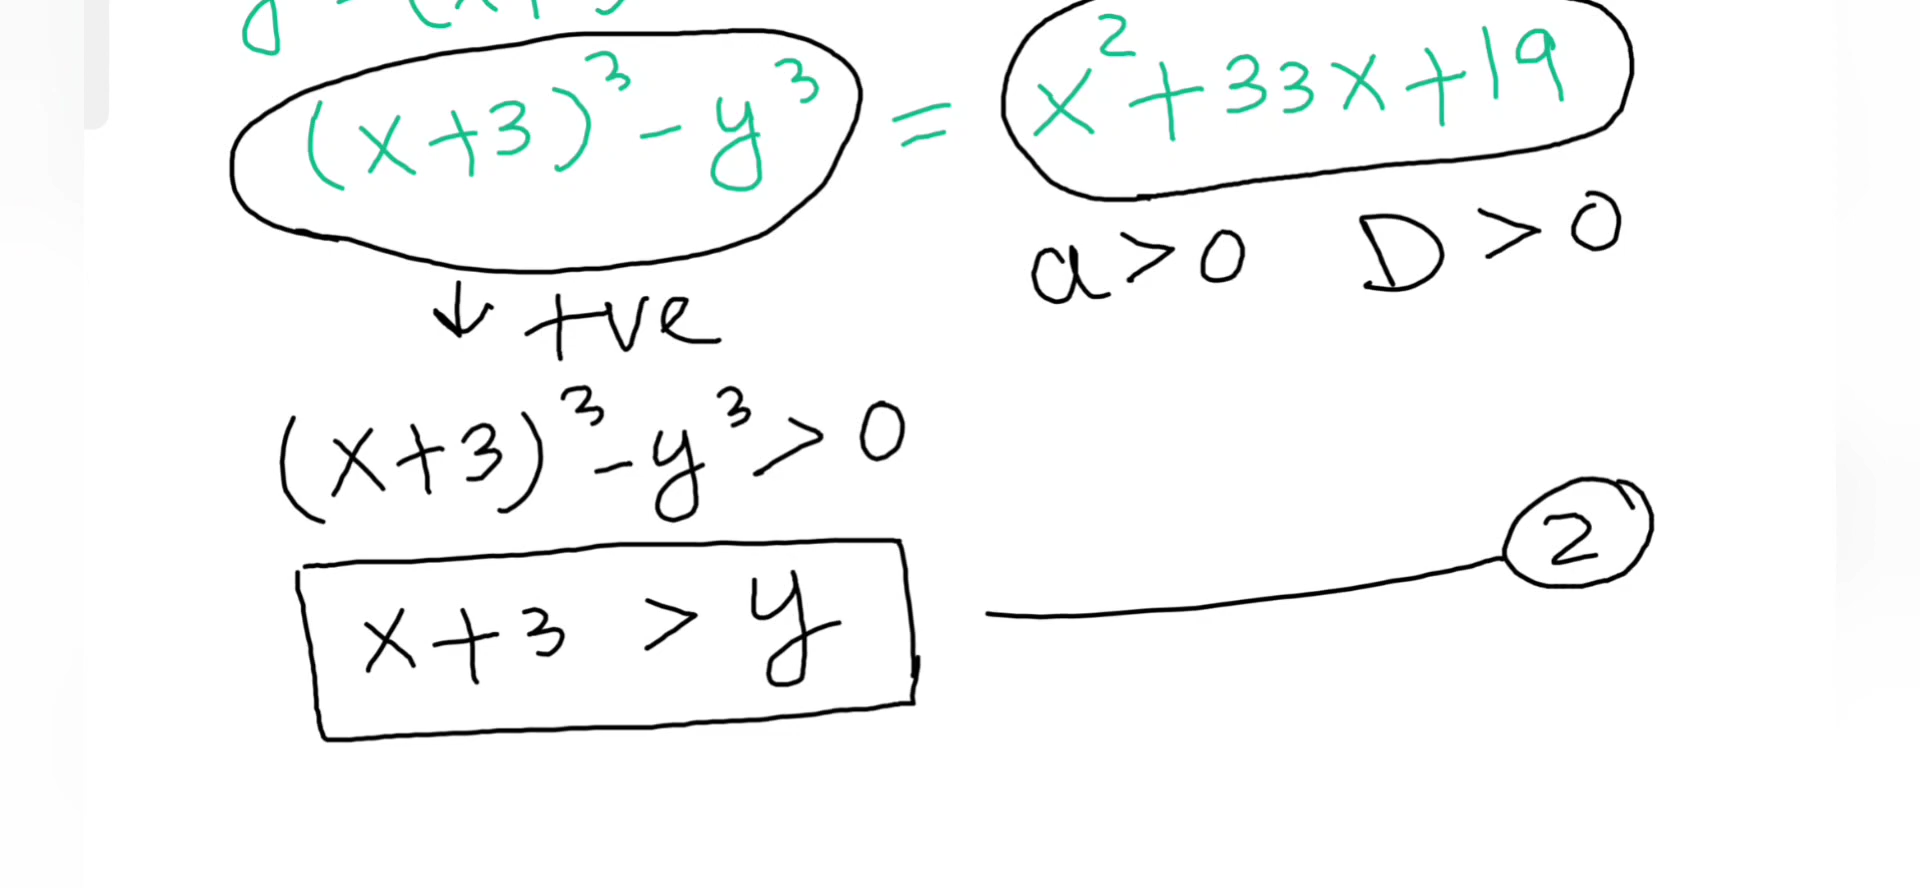 (x+3)³ - y³ = x² + 33x + 19
a > 0 D > 0
↓ +ve
(x+3)³ - y³ > 0
x+3 > y ——— ②